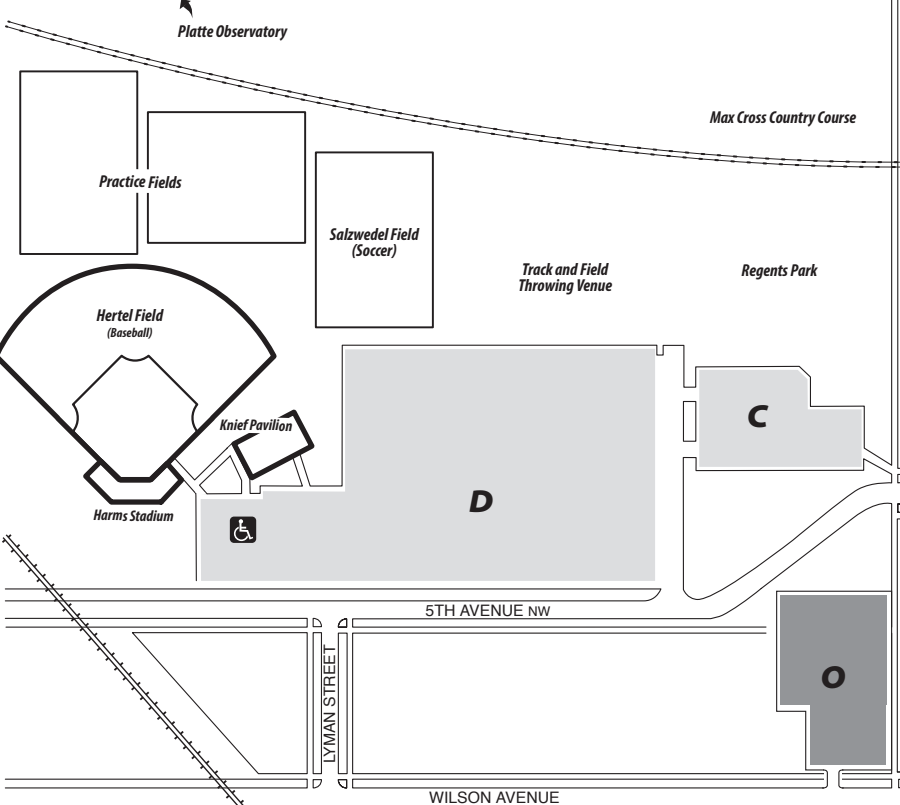 Platte Observatory
Max Cross Country Course
Practice Fields
Salzwedel Field
(Soccer)
Track and Field
Throwing Venue
Regents Park
Hertel Field
(Baseball)
Knief Pavilion
C
D
Harms Stadium
5TH AVENUE NW
LYMAN STREET
O
WILSON AVENUE